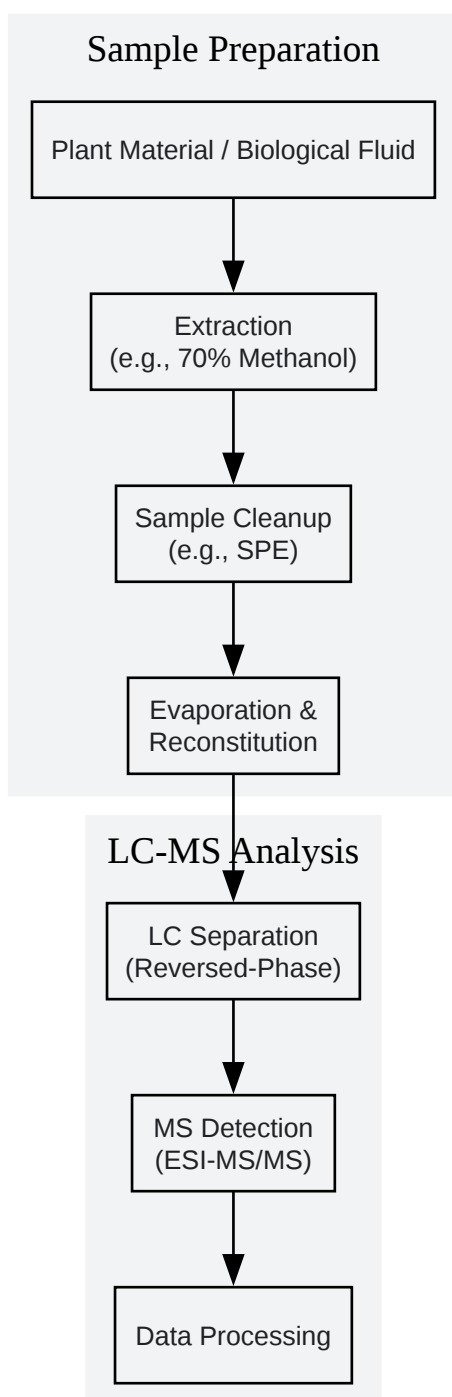 Sample Preparation
Plant Material / Biological Fluid
Extraction
(e.g., 70% Methanol)
Sample Cleanup
(e.g., SPE)
Evaporation &
Reconstitution
LC-MS Analysis
LC Separation
(Reversed-Phase)
MS Detection
(ESI-MS/MS)
Data Processing